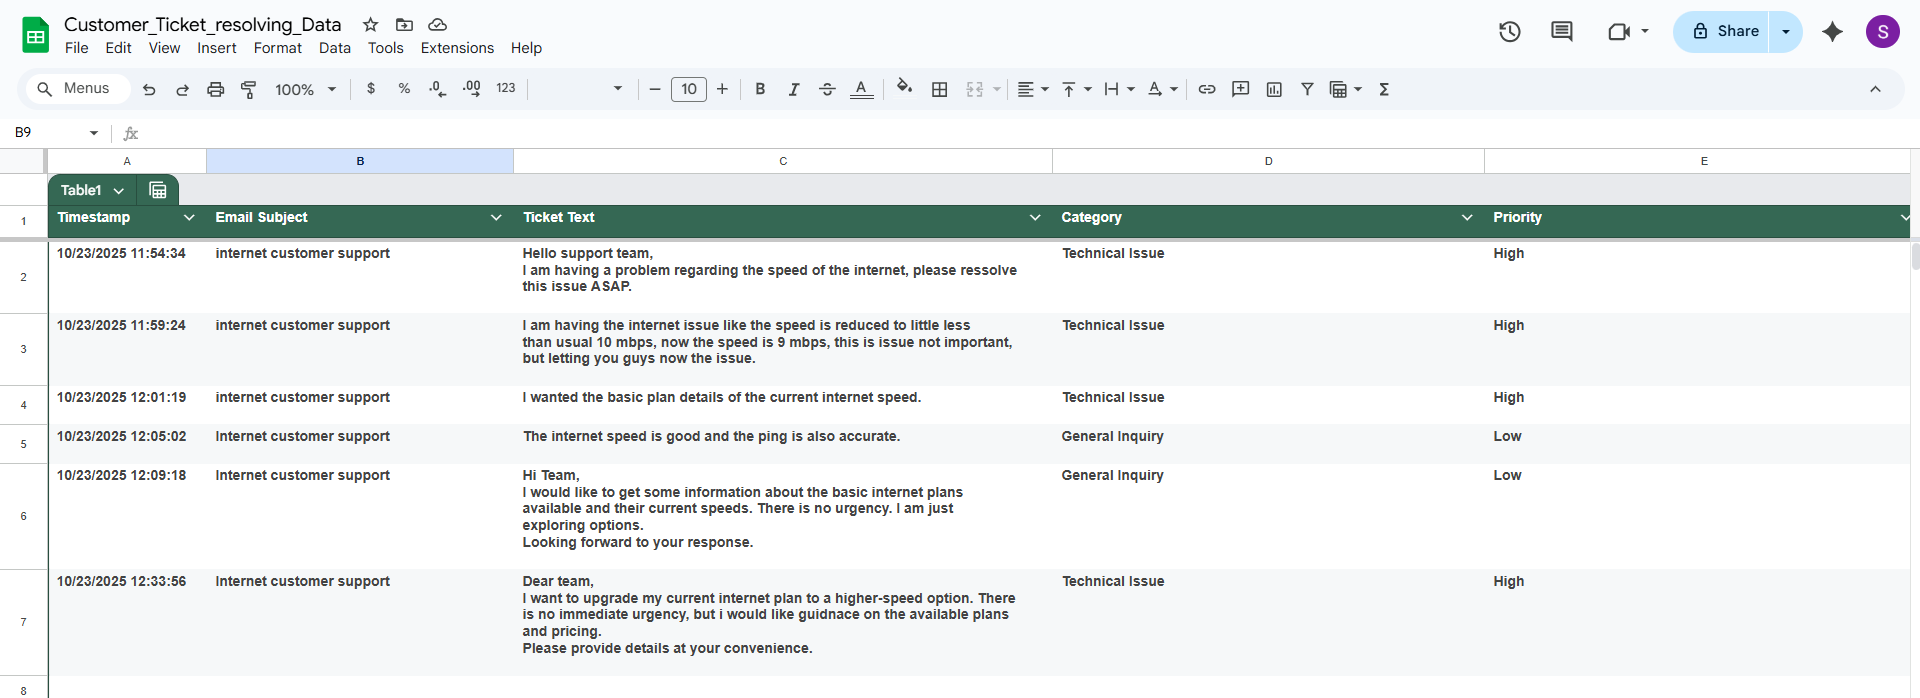 Customer_Ticket_resolving_Data
File Edit View Insert Format Data Tools Extensions Help
Share
S
Menus 100% $ % .0 .00 123 10 B I A A Σ
B9 fx
A B C D E
Table1
1 Timestamp Email Subject Ticket Text Category Priority
2 10/23/2025 11:54:34 internet customer support Hello support team, Technical Issue High
I am having a problem regarding the speed of the internet, please ressolve
this issue ASAP.
3 10/23/2025 11:59:24 internet customer support I am having the internet issue like the speed is reduced to little less Technical Issue High
than usual 10 mbps, now the speed is 9 mbps, this is issue not important,
but letting you guys now the issue.
4 10/23/2025 12:01:19 internet customer support I wanted the basic plan details of the current internet speed. Technical Issue High
5 10/23/2025 12:05:02 Internet customer support The internet speed is good and the ping is also accurate. General Inquiry Low
6 10/23/2025 12:09:18 Internet customer support Hi Team, General Inquiry Low
I would like to get some information about the basic internet plans
available and their current speeds. There is no urgency. I am just
exploring options.
Looking forward to your response.
7 10/23/2025 12:33:56 Internet customer support Dear team, Technical Issue High
I want to upgrade my current internet plan to a higher-speed option. There
is no immediate urgency, but i would like guidnace on the available plans
and pricing.
Please provide details at your convenience.
8